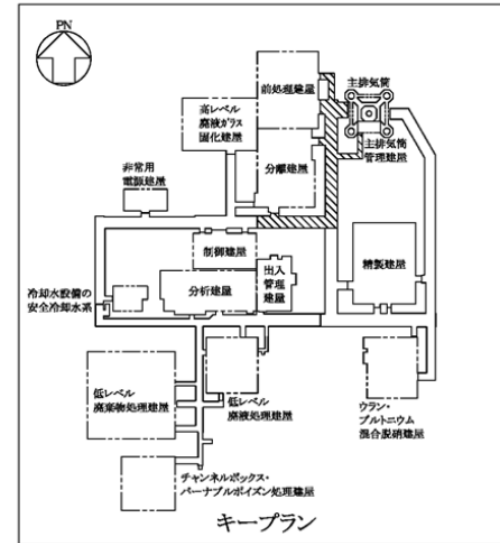 PN
前処理建屋
主排気筒
高レベル
廃液ガラス
固化建屋
主排気筒
管理建屋
分離建屋
非常用
電源建屋
制御建屋
出入
管理
建屋
精製建屋
分析建屋
冷却水設備の
安全冷却水系
低レベル
廃棄物処理建屋
低レベル
廃液処理建屋
ウラン・
プルトニウム
混合脱硝建屋
チャンネルボックス・
バーナブルポイズン処理建屋
キープラン